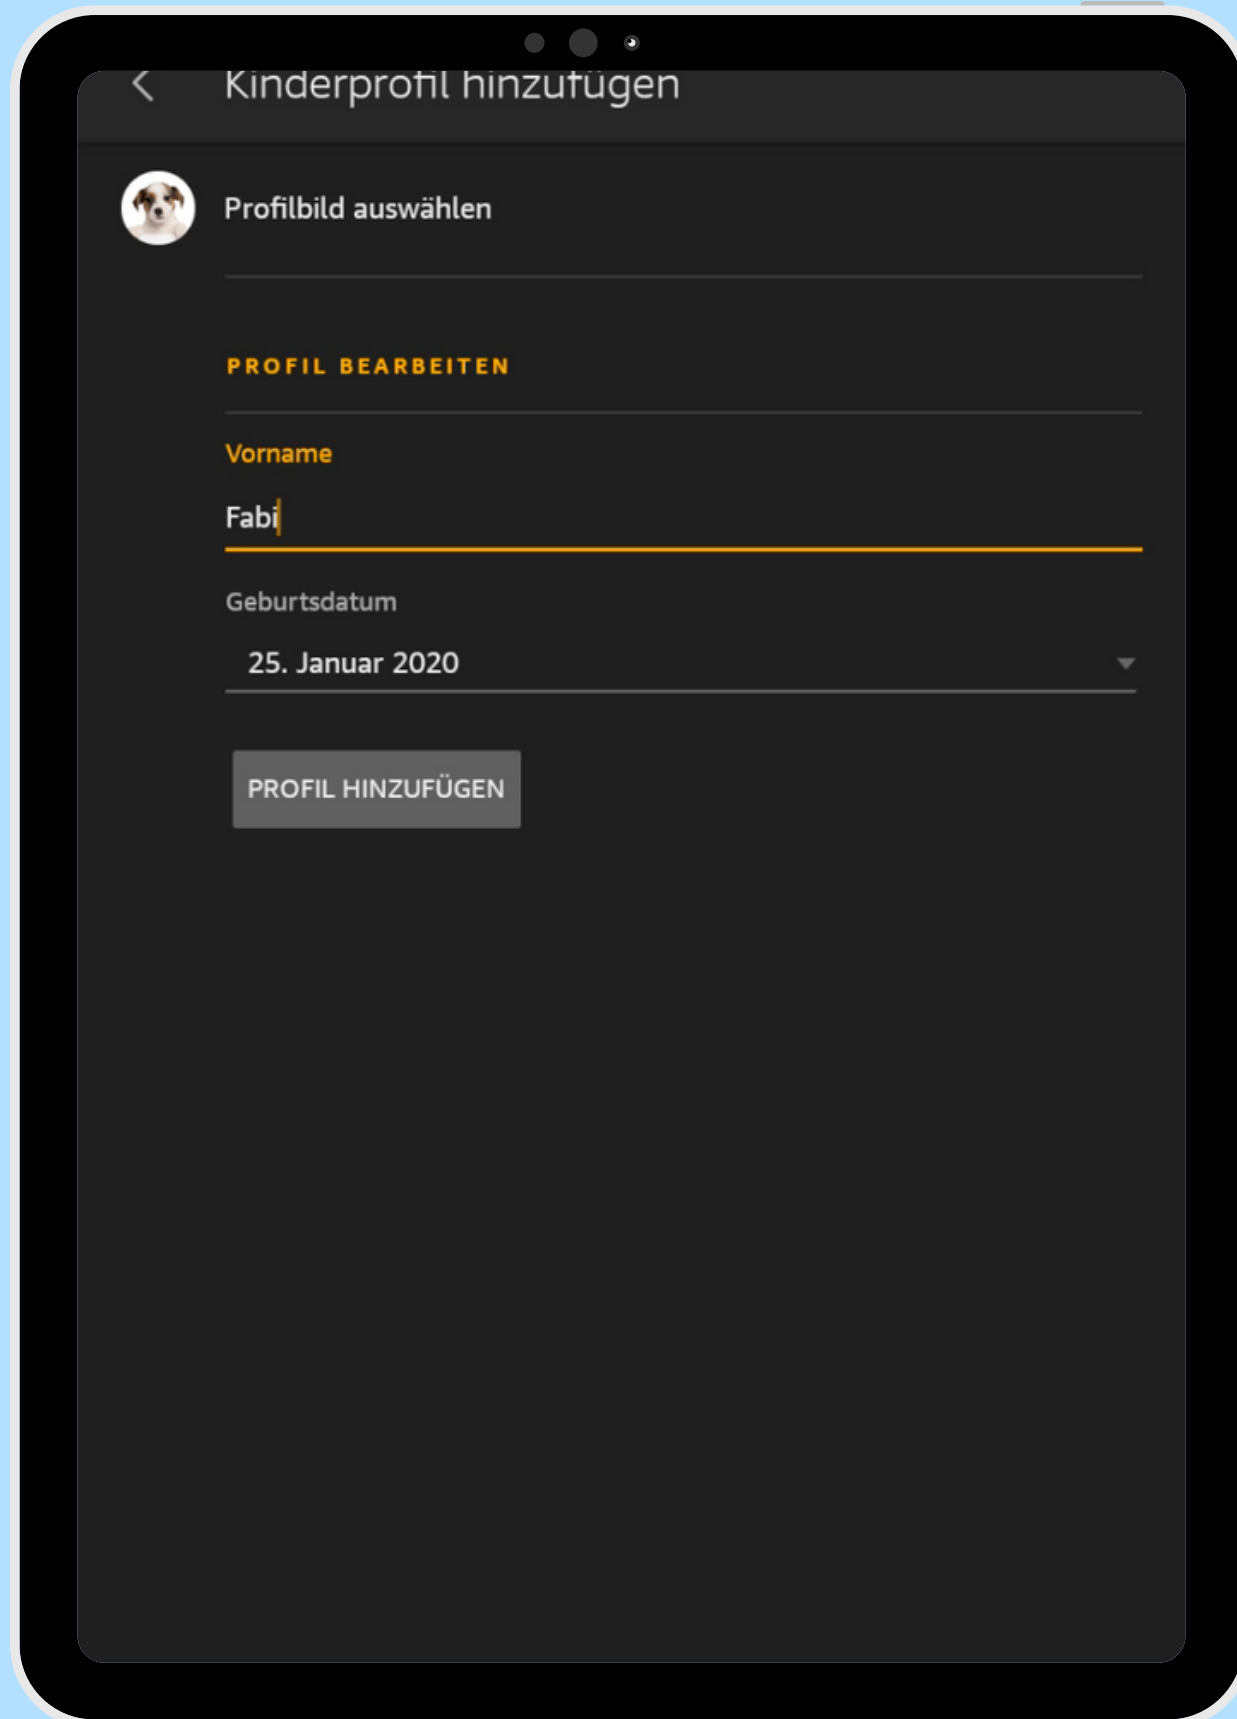 Kinderprofil hinzufügen
Profilbild auswählen
PROFIL BEARBEITEN
Vorname
Fabi
Geburtsdatum
25. Januar 2020
PROFIL HINZUFÜGEN